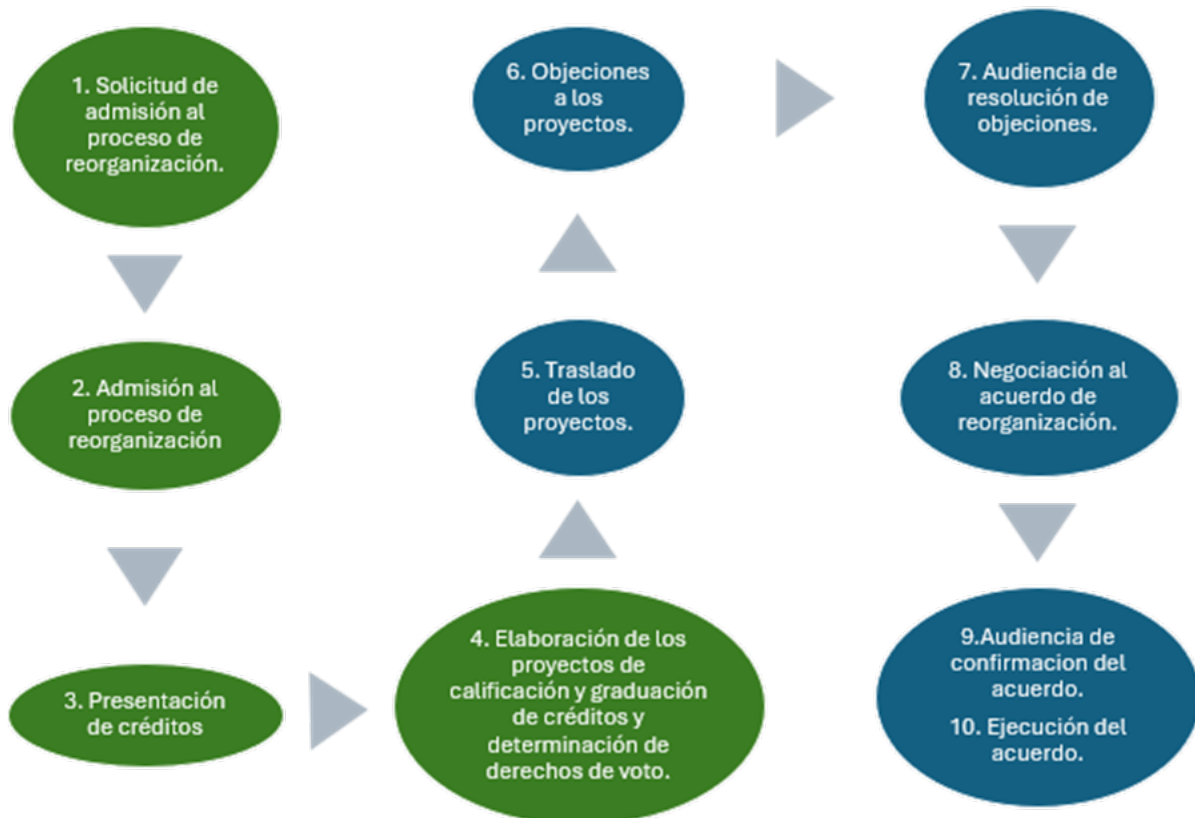 1. Solicitud de
admisión al
proceso de
reorganización.
2. Admisión al
proceso de
reorganización
3. Presentación
de créditos
4. Elaboración de los
proyectos de
calificación y graduación
de créditos y
determinación de
derechos de voto.
5. Traslado
de los
proyectos.
6. Objeciones
a los
proyectos.
7. Audiencia de
resolución de
objeciones.
8. Negociación al
acuerdo de
reorganización.
9.Audiencia de
confirmacion del
acuerdo.
10. Ejecución del
acuerdo.